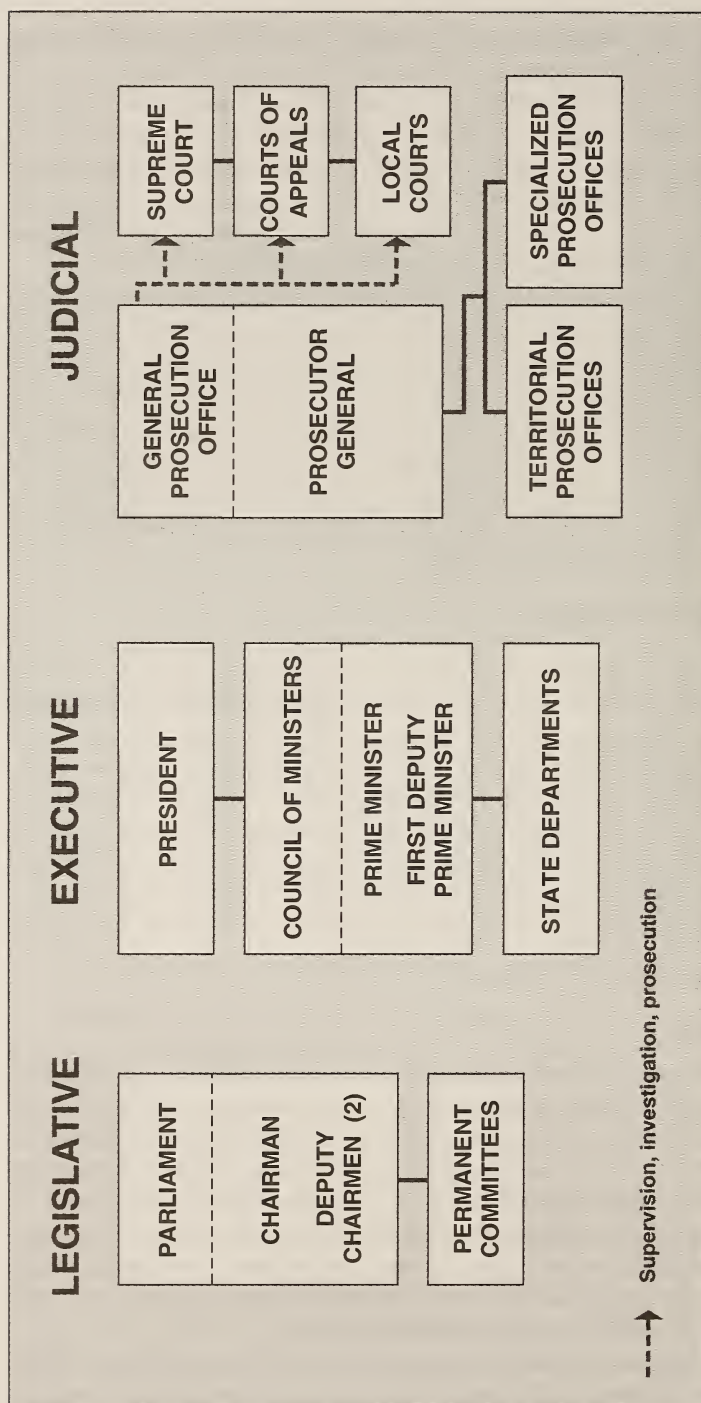 LEGISLATIVE
PARLIAMENT
CHAIRMAN
DEPUTY
CHAIRMEN (2)
PERMANENT
COMMITTEES
EXECUTIVE
PRESIDENT
COUNCIL OF MINISTERS
PRIME MINISTER
FIRST DEPUTY
PRIME MINISTER
STATE DEPARTMENTS
JUDICIAL
GENERAL
PROSECUTION
OFFICE
PROSECUTOR
GENERAL
SUPREME
COURT
COURTS OF
APPEALS
LOCAL
COURTS
TERRITORIAL
PROSECUTION
OFFICES
SPECIALIZED
PROSECUTION
OFFICES
Supervision, investigation, prosecution